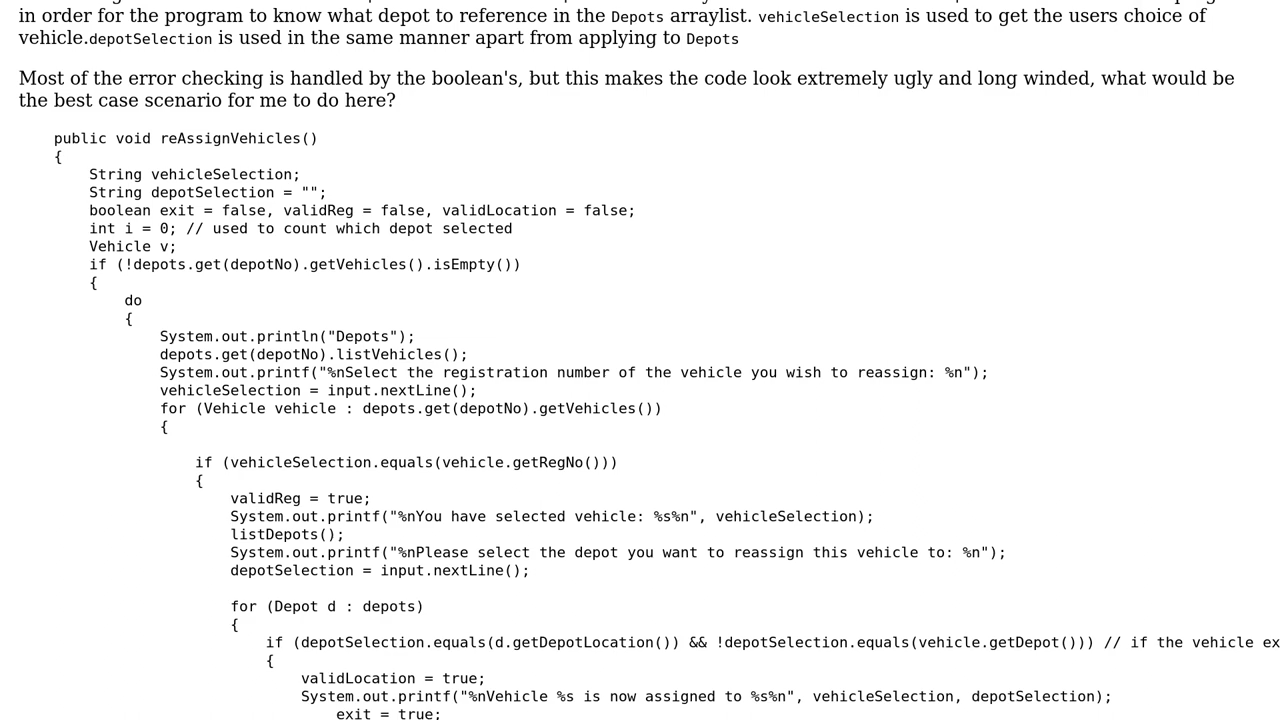 in order for the program to know what depot to reference in the Depots arraylist. vehicleSelection is used to get the users choice of
vehicle.depotSelection is used in the same manner apart from applying to Depots
Most of the error checking is handled by the boolean's, but this makes the code look extremely ugly and long winded, what would be
the best case scenario for me to do here?
public void reAssignVehicles()
{
String vehicleSelection;
String depotSelection = "";
boolean exit = false, validReg = false, validLocation = false;
int i = 0; // used to count which depot selected
Vehicle v;
if (!depots.get(depotNo).getVehicles().isEmpty())
{
do
{
System.out.println("Depots");
depots.get(depotNo).listVehicles();
System.out.printf("%nSelect the registration number of the vehicle you wish to reassign: %n");
vehicleSelection = input.nextLine();
for (Vehicle vehicle : depots.get(depotNo).getVehicles())
{
if (vehicleSelection.equals(vehicle.getRegNo()))
{
validReg = true;
System.out.printf("%nYou have selected vehicle: %s%n", vehicleSelection);
listDepots();
System.out.printf("%nPlease select the depot you want to reassign this vehicle to: %n");
depotSelection = input.nextLine();
for (Depot d : depots)
{
if (depotSelection.equals(d.getDepotLocation()) && !depotSelection.equals(vehicle.getDepot())) // if the vehicle ex
{
validLocation = true;
System.out.printf("%nVehicle %s is now assigned to %s%n", vehicleSelection, depotSelection);
exit = true;